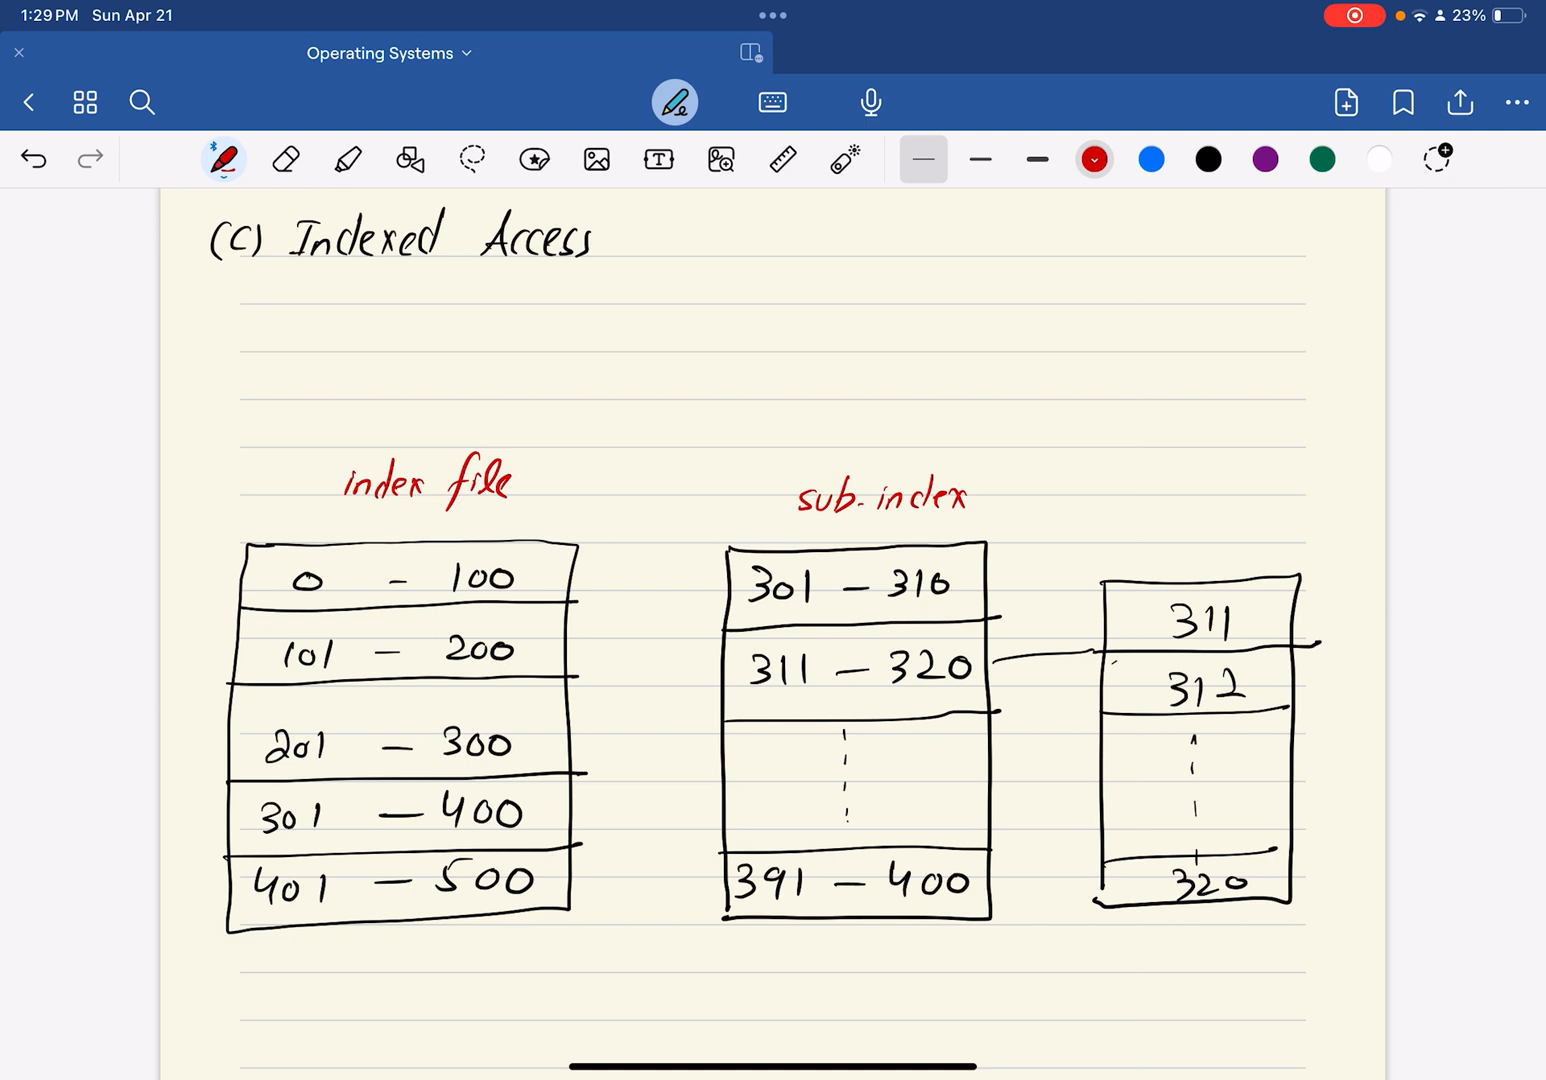 1:29 PM Sun Apr 21
23%
Operating Systems
(C) Indexed Access
index file
sub-index
0 - 100
101 - 200
201 - 300
301 - 400
401 - 500
301 - 310
311 - 320
391 - 400
311
312
320